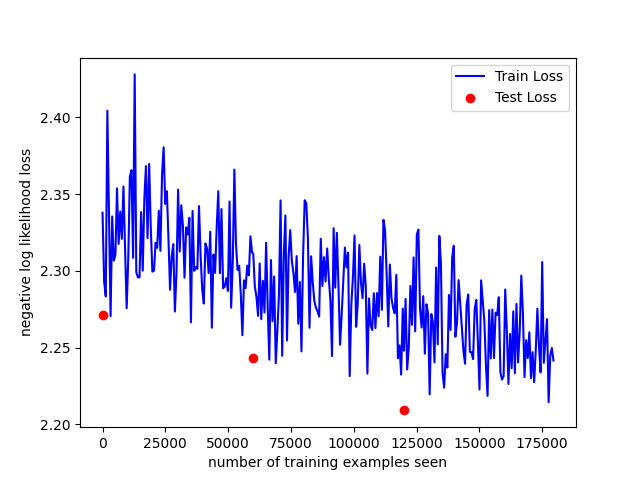 Train Loss
Test Loss
2.40
2.35
2.30
2.25
2.20
negative log likelihood loss
0 25000 50000 75000 100000 125000 150000 175000
number of training examples seen